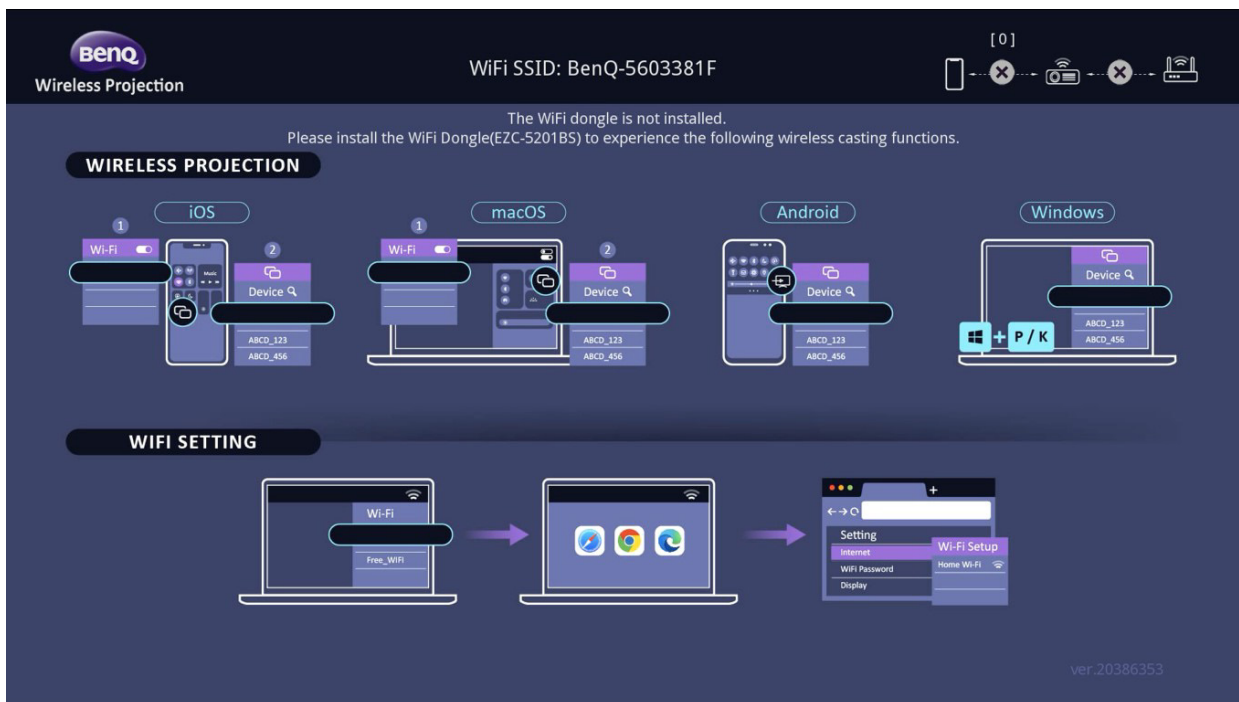 [0]
BenQ
Wireless Projection
WiFi SSID: BenQ-5603381F
The WiFi dongle is not installed.
Please install the WiFi Dongle(EZC-5201BS) to experience the following wireless casting functions.
WIRELESS PROJECTION
iOS
1
Wi-Fi
Music
2
Device
ABCD_123
ABCD_456
macOS
1
Wi-Fi
2
Device
ABCD_123
ABCD_456
Android
Device
ABCD_123
ABCD_456
Windows
Device
ABCD_123
ABCD_456
+ P / K
WIFI SETTING
Wi-Fi
Free_WIFI
+
Setting
Internet
WiFi Password
Display
Wi-Fi Setup
Home Wi-Fi
ver.20386353